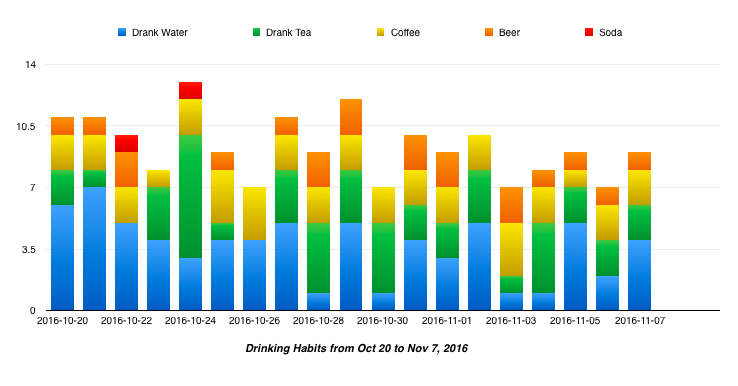 Drank Water Drank Tea Coffee Beer Soda
14
10.5
7
3.5
0
2016-10-20 2016-10-22 2016-10-24 2016-10-26 2016-10-28 2016-10-30 2016-11-01 2016-11-03 2016-11-05 2016-11-07
Drinking Habits from Oct 20 to Nov 7, 2016